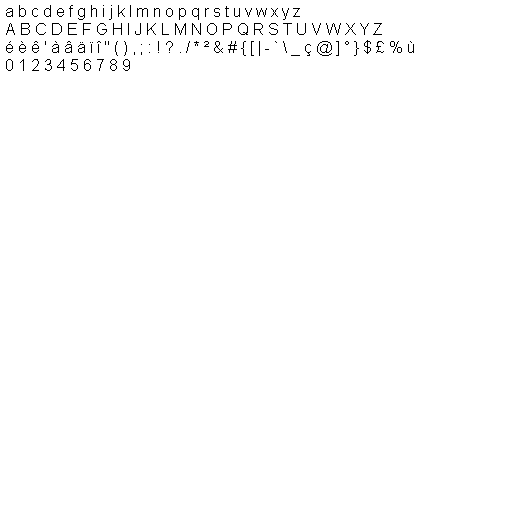 a b c d e f g h i j k l m n o p q r s t u v w x y z
A B C D E F G H I J K L M N O P Q R S T U V W X Y Z
é è ê ' à â ä ï î " ( ) , ; : ! ? . / * ² & # { [ | - ` \ _ ç @ ] ° } $ £ % ù
0 1 2 3 4 5 6 7 8 9